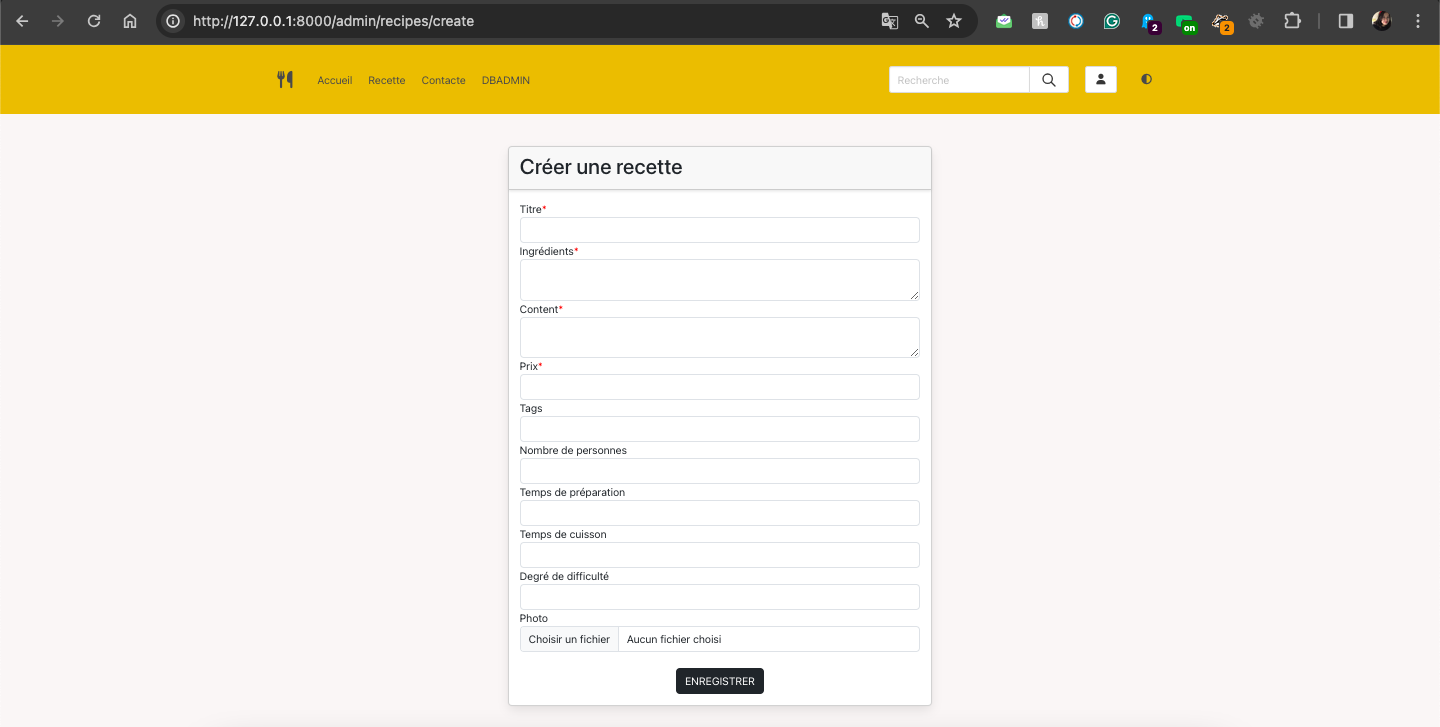 http://127.0.0.1:8000/admin/recipes/create
2
on
2
Accueil Recette Contacte DBADMIN Recherche
Créer une recette
Titre*
Ingrédients*
Content*
Prix*
Tags
Nombre de personnes
Temps de préparation
Temps de cuisson
Degré de difficulté
Photo
Choisir un fichier Aucun fichier choisi
ENREGISTRER